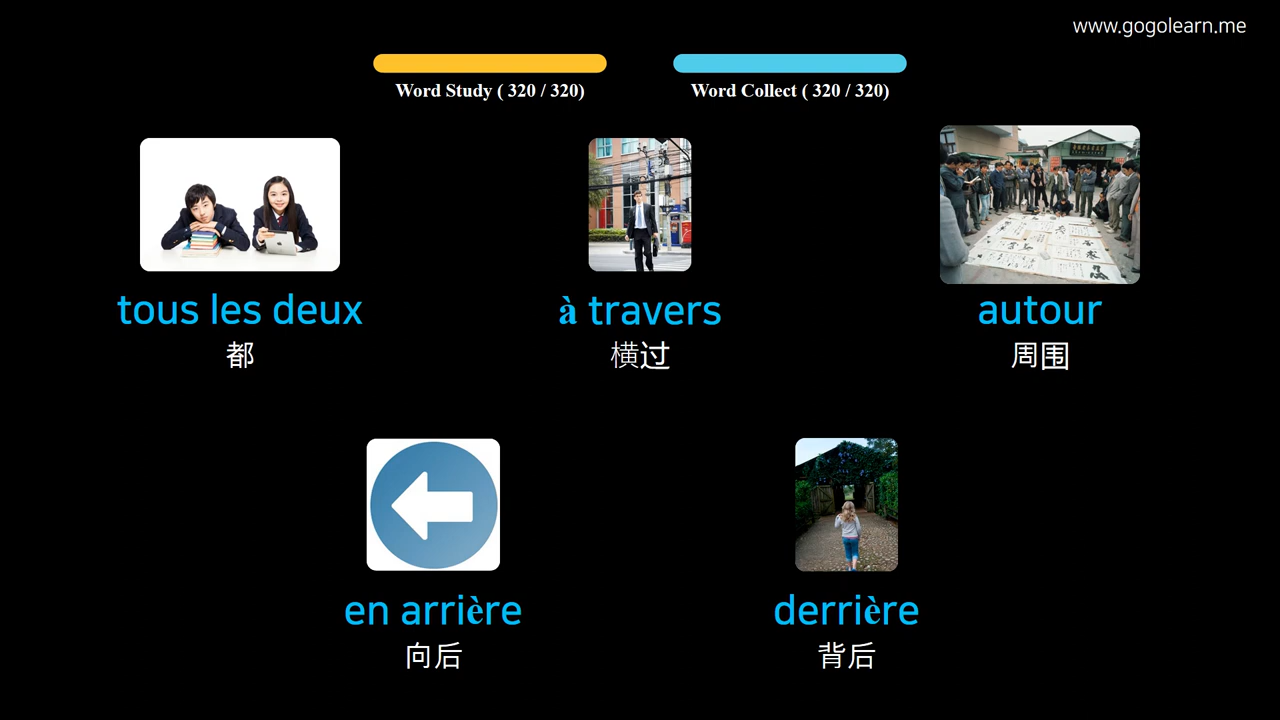 www.gogolearn.me
Word Study ( 320 / 320)
Word Collect ( 320 / 320)
tous les deux
都
à travers
横过
autour
周围
en arrière
向后
derrière
背后